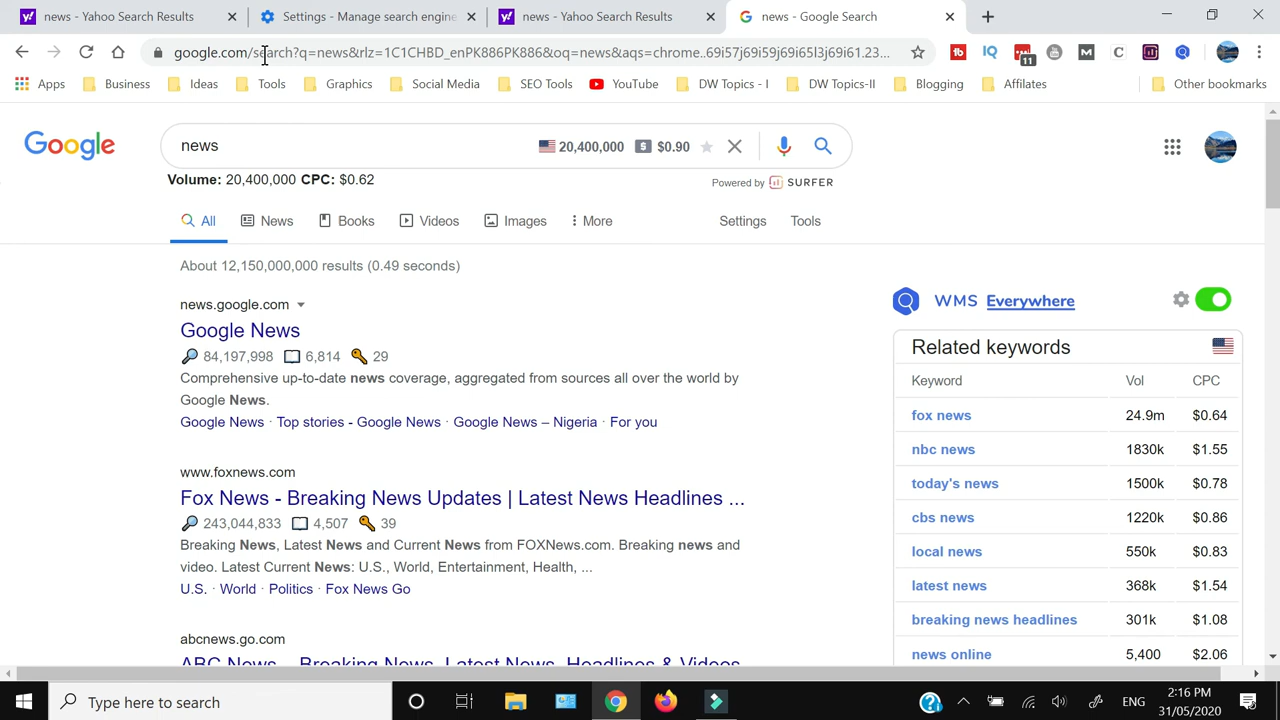 news - Yahoo Search Results
Settings - Manage search engine
news - Yahoo Search Results
news - Google Search
google.com/search?q=news&rlz=1C1CHBD_enPK886PK886&oq=news&aqs=chrome..69i57j69i59j69i65l3j69i61.23...
11
Apps Business Ideas Tools Graphics Social Media SEO Tools YouTube DW Topics - I DW Topics-II Blogging Affilates Other bookmarks
Google
news 20,400,000 $ $0.90
Volume: 20,400,000 CPC: $0.62
Powered by SURFER
All News Books Videos Images More Settings Tools
About 12,150,000,000 results (0.49 seconds)
news.google.com
Google News
84,197,998 6,814 29
Comprehensive up-to-date news coverage, aggregated from sources all over the world by
Google News.
Google News · Top stories - Google News · Google News – Nigeria · For you
www.foxnews.com
Fox News - Breaking News Updates | Latest News Headlines ...
243,044,833 4,507 39
Breaking News, Latest News and Current News from FOXNews.com. Breaking news and
video. Latest Current News: U.S., World, Entertainment, Health, ...
U.S. · World · Politics · Fox News Go
abcnews.go.com
ABC News – Breaking News, Latest News, Headlines & Videos
WMS Everywhere
Related keywords
Keyword Vol CPC
fox news 24.9m $0.64
nbc news 1830k $1.55
today's news 1500k $0.78
cbs news 1220k $0.86
local news 550k $0.83
latest news 368k $1.54
breaking news headlines 301k $1.08
news online 5,400 $2.06
Type here to search
ENG
2:16 PM
31/05/2020